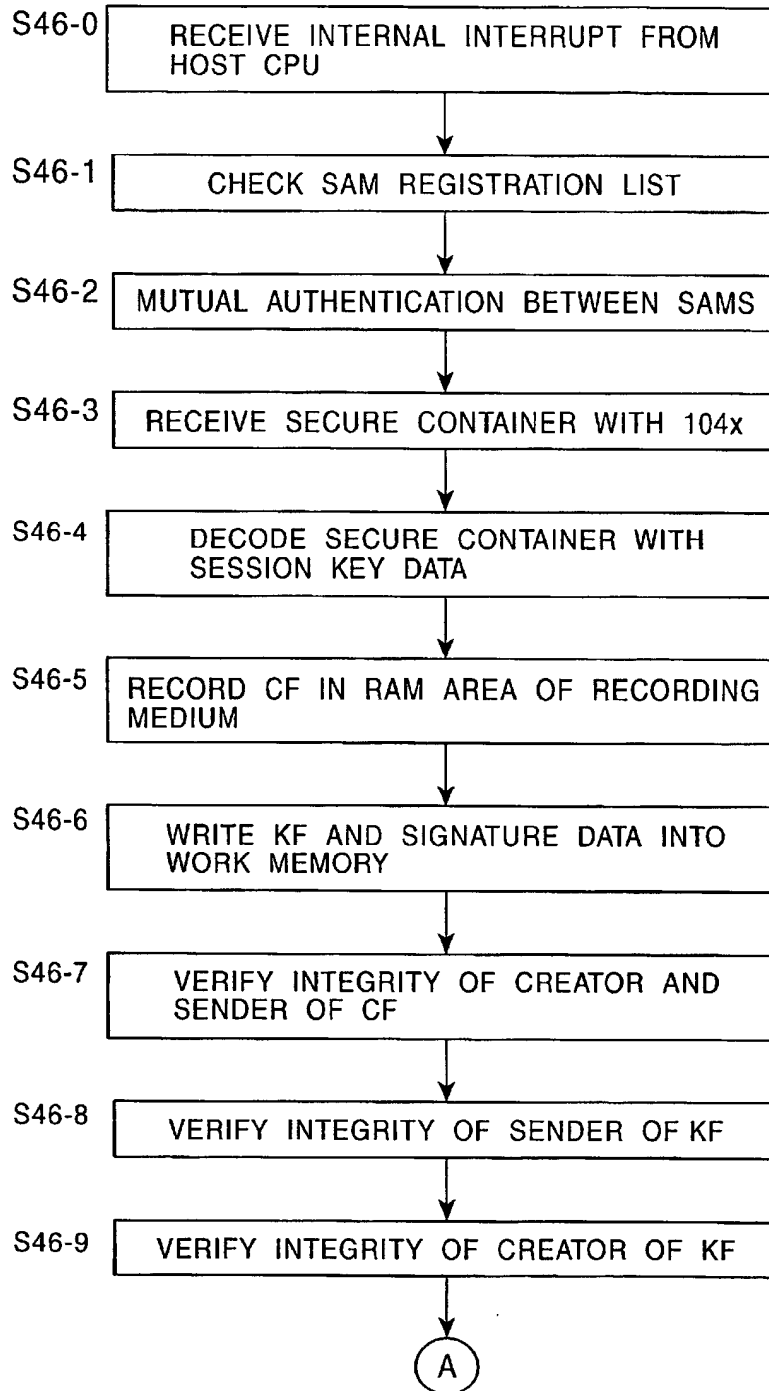 S46-0
RECEIVE INTERNAL INTERRUPT FROM
HOST CPU
S46-1
CHECK SAM REGISTRATION LIST
S46-2
MUTUAL AUTHENTICATION BETWEEN SAMS
S46-3
RECEIVE SECURE CONTAINER WITH 104x
S46-4
DECODE SECURE CONTAINER WITH
SESSION KEY DATA
S46-5
RECORD CF IN RAM AREA OF RECORDING
MEDIUM
S46-6
WRITE KF AND SIGNATURE DATA INTO
WORK MEMORY
S46-7
VERIFY INTEGRITY OF CREATOR AND
SENDER OF CF
S46-8
VERIFY INTEGRITY OF SENDER OF KF
S46-9
VERIFY INTEGRITY OF CREATOR OF KF
A